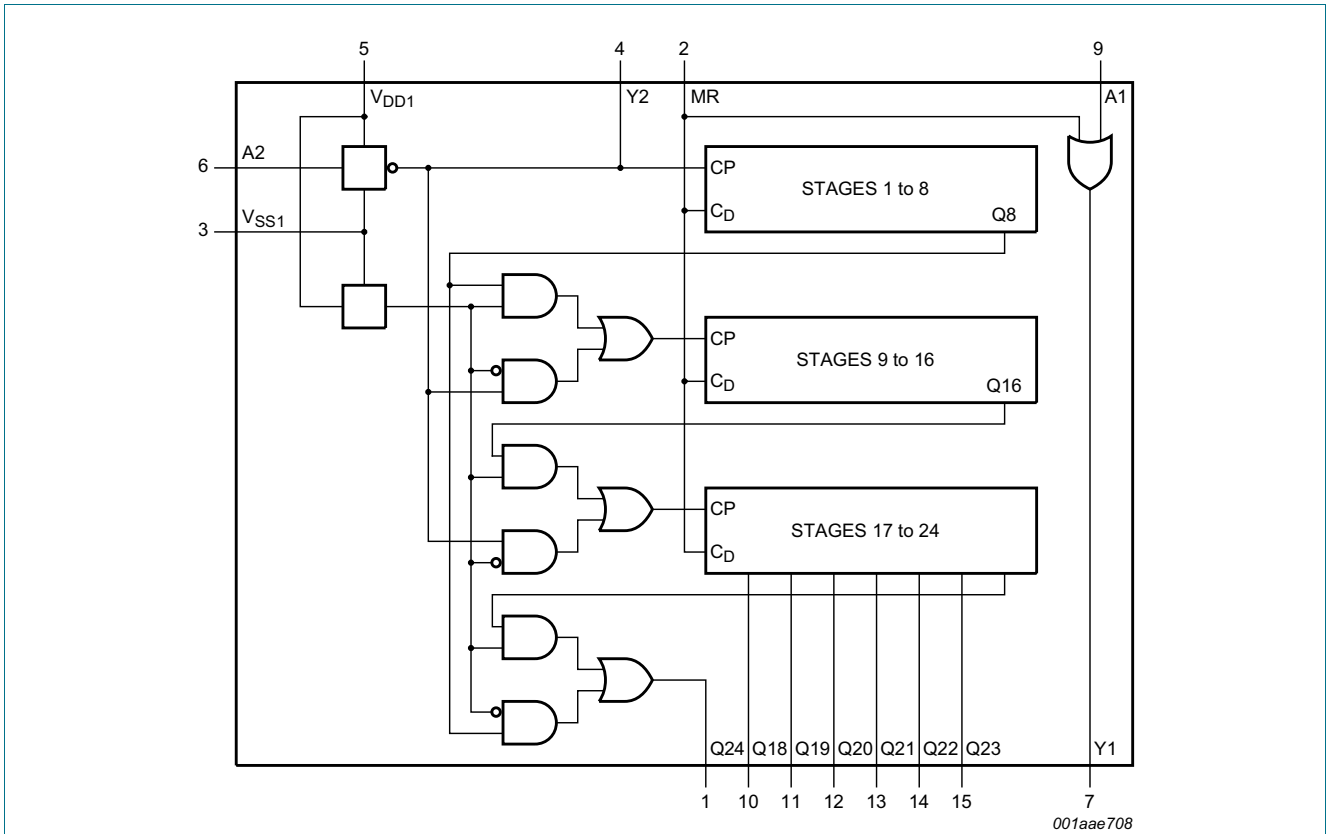 5 4 2 9
VDD1 Y2 MR A1
6 A2
CP
STAGES 1 to 8
3 VSS1
CD
Q8
CP
STAGES 9 to 16
CD
Q16
CP
STAGES 17 to 24
CD
Q24 Q18 Q19 Q20 Q21 Q22 Q23 Y1
1 10 11 12 13 14 15 7
001aae708